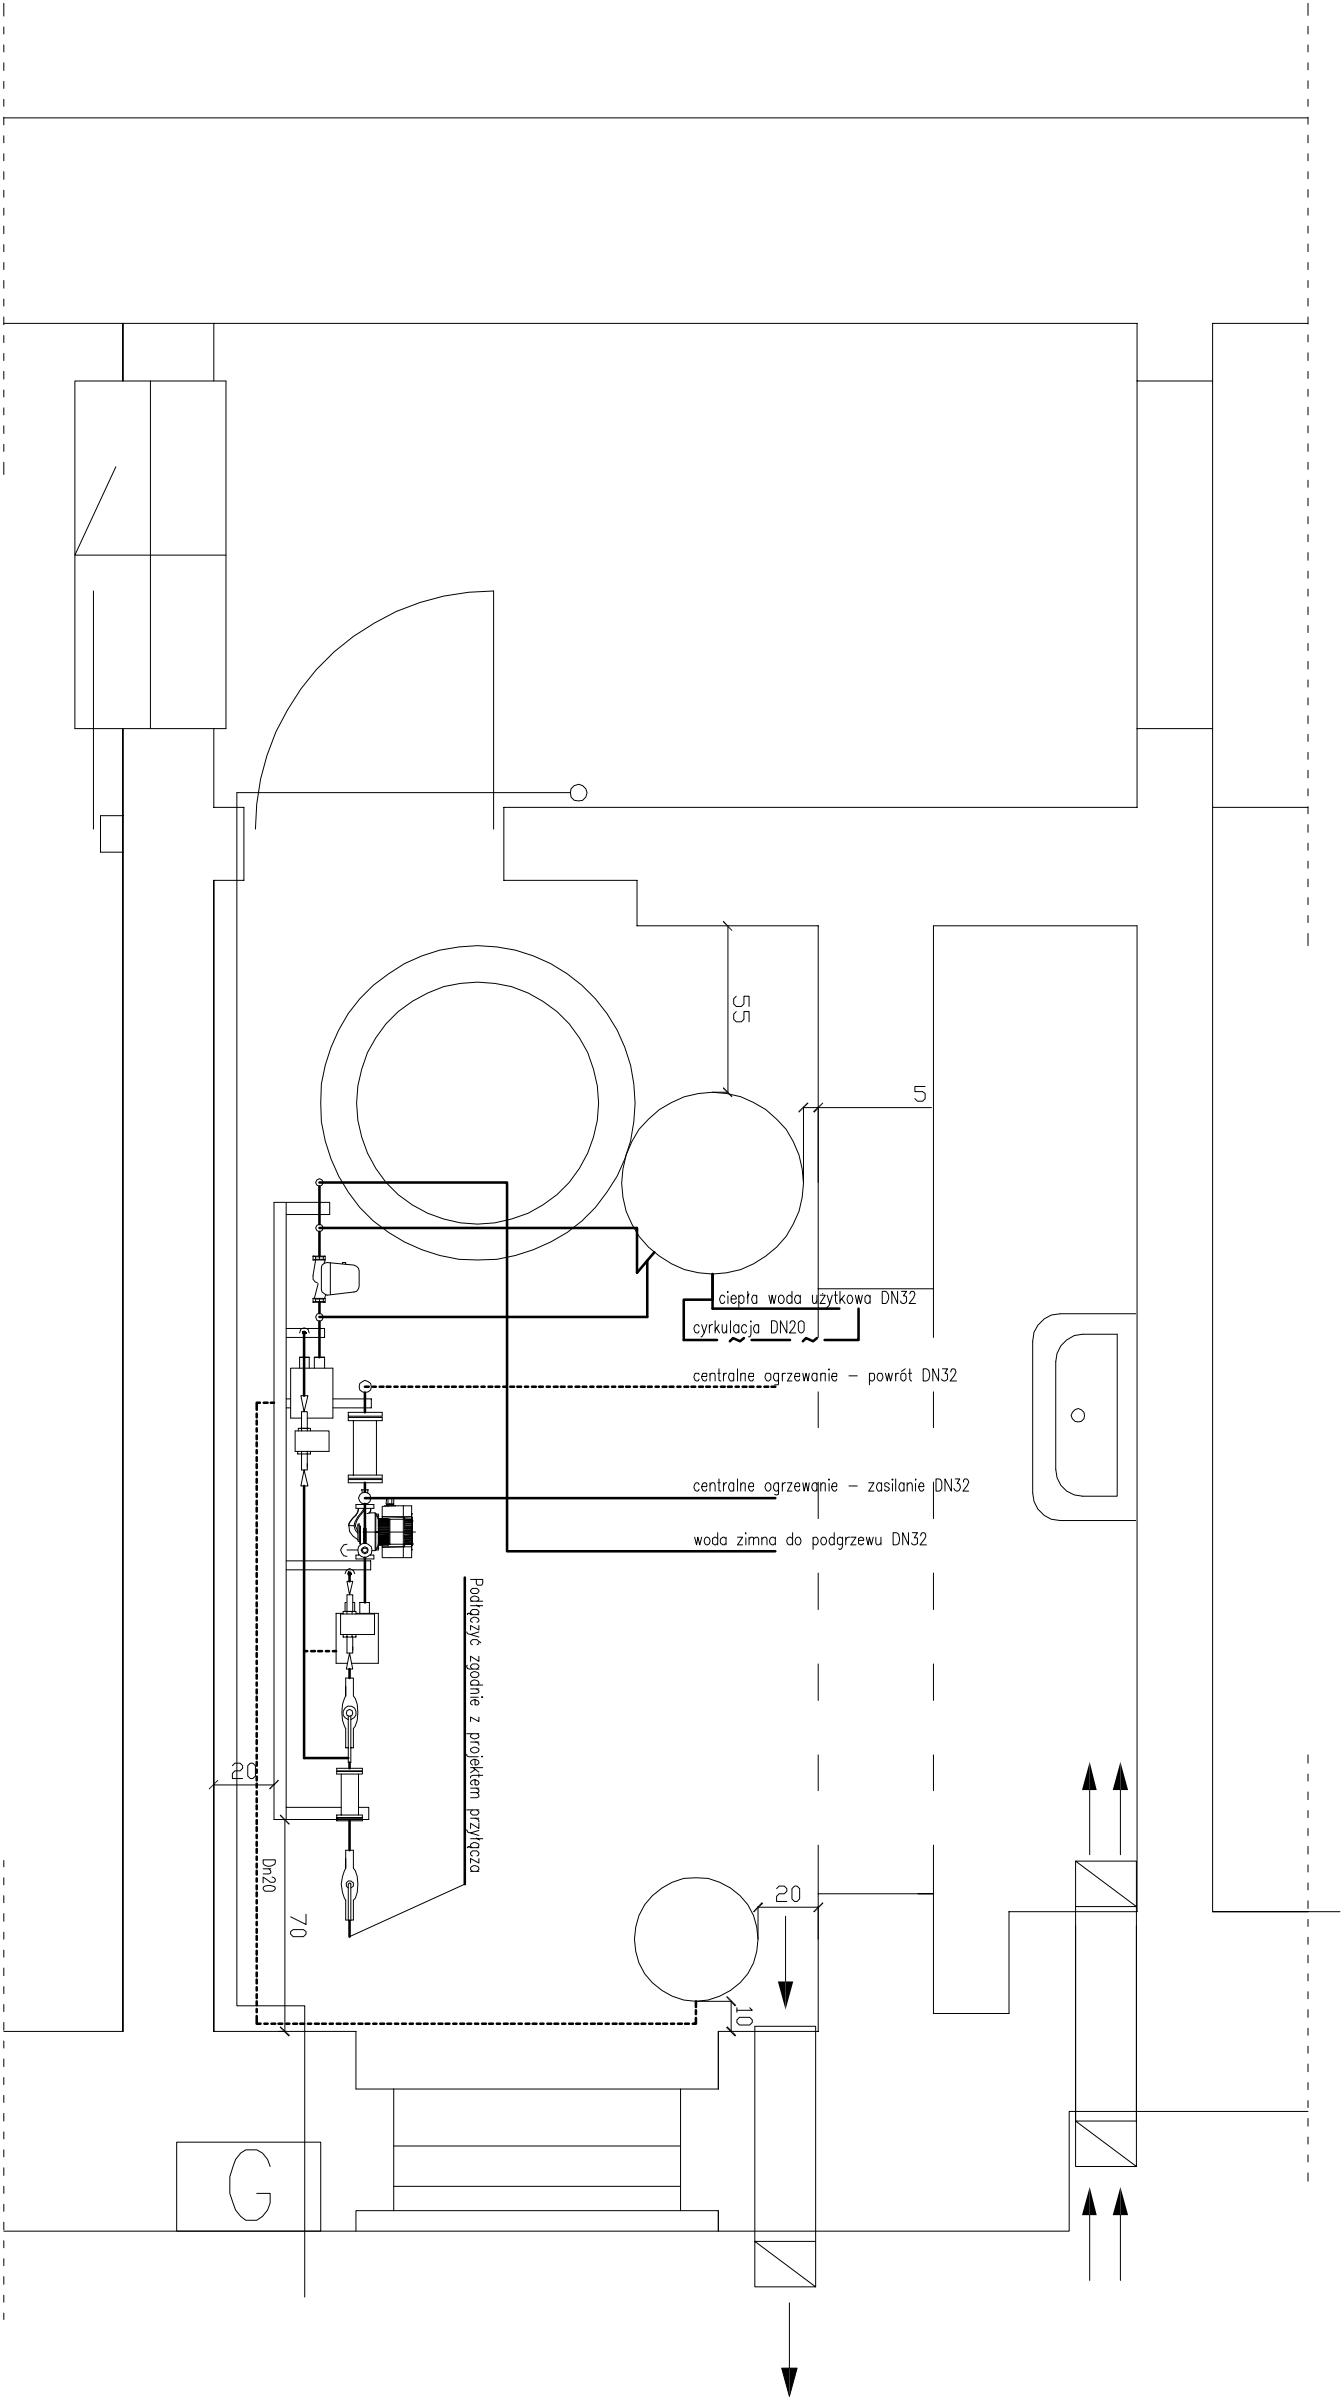 55
5
ciepła woda użytkowa DN32
cyrkulacja DN20
centralne ogrzewanie – powrót DN32
centralne ogrzewanie – zasilanie DN32
woda zimna do podgrzewu DN32
Podłączyć zgodnie z projektem przyłącza
20
Dn20
70
20
10
G